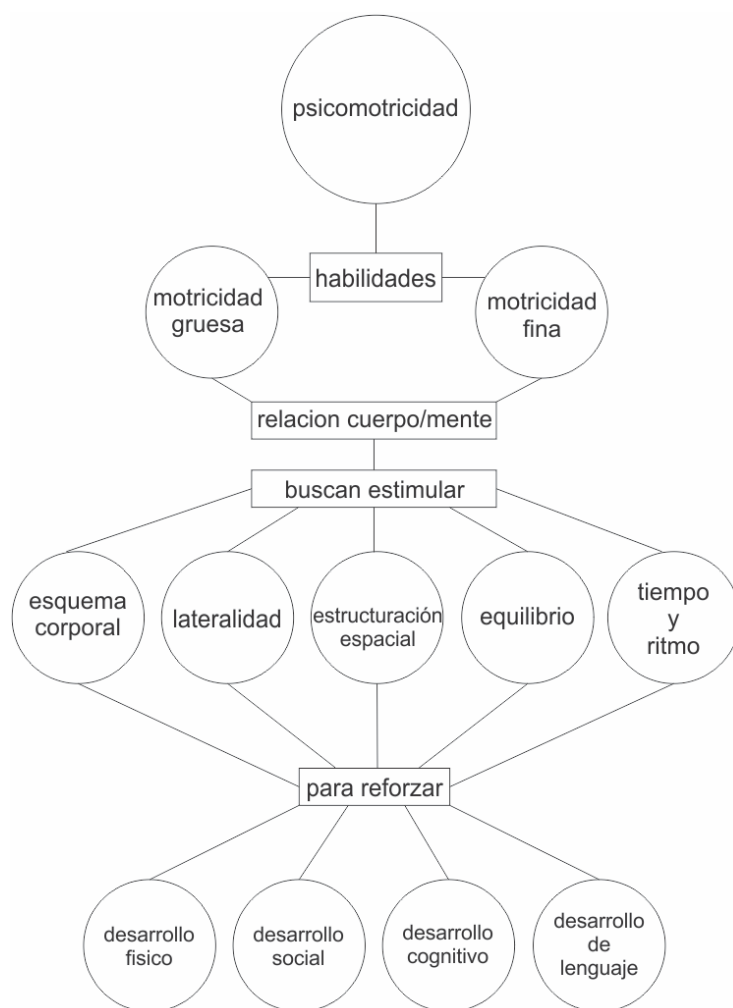 psicomotricidad
habilidades
motricidad
gruesa
motricidad
fina
relacion cuerpo/mente
buscan estimular
esquema
corporal
lateralidad
estructuración
espacial
equilibrio
tiempo
y
ritmo
para reforzar
desarrollo
fisico
desarrollo
social
desarrollo
cognitivo
desarrollo
de
lenguaje